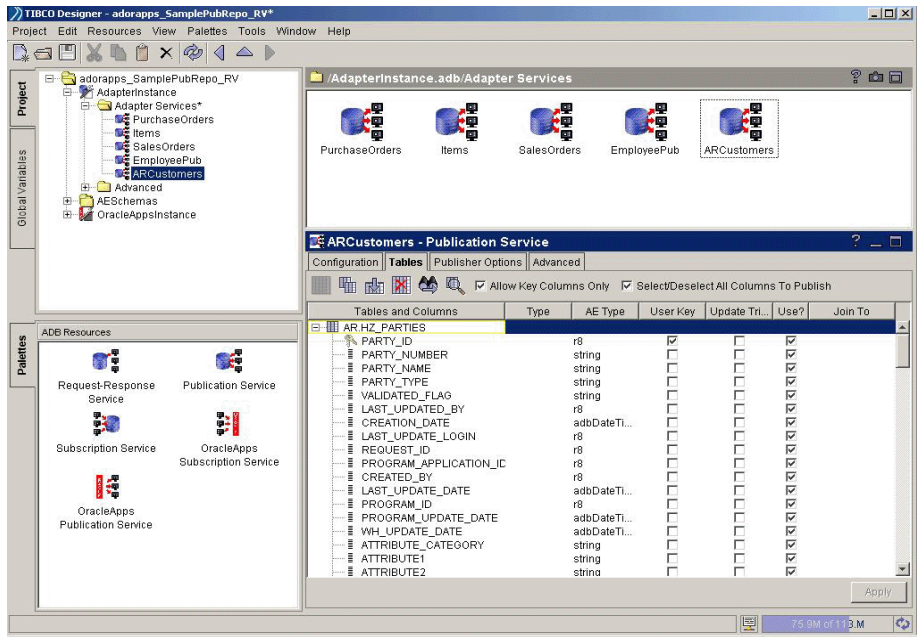 TIBCO Designer - adorapps_SamplePubRepo_RV*
Project Edit Resources View Palettes Tools Window Help
Project
Global Variables
adorapps_SamplePubRepo_RV
AdapterInstance
Adapter Services*
PurchaseOrders
Items
SalesOrders
EmployeePub
ARCustomers
Advanced
AESchemas
OracleAppsInstance
Palettes
ADB Resources
Request-Response
Service
Publication Service
Subscription Service
OracleApps
Subscription Service
OracleApps
Publication Service
/AdapterInstance.adb/Adapter Services
PurchaseOrders Items SalesOrders EmployeePub ARCustomers
ARCustomers - Publication Service
Configuration Tables Publisher Options Advanced
Allow Key Columns Only Select/Deselect All Columns To Publish
Tables and Columns Type AE Type User Key Update Tri... Use? Join To
AR.HZ_PARTIES
PARTY_ID r8
PARTY_NUMBER string
PARTY_NAME string
PARTY_TYPE string
VALIDATED_FLAG string
LAST_UPDATED_BY r8
CREATION_DATE adbDateTi...
LAST_UPDATE_LOGIN r8
REQUEST_ID r8
PROGRAM_APPLICATION_ID r8
CREATED_BY r8
LAST_UPDATE_DATE adbDateTi...
PROGRAM_ID r8
PROGRAM_UPDATE_DATE adbDateTi...
WH_UPDATE_DATE adbDateTi...
ATTRIBUTE_CATEGORY string
ATTRIBUTE1 string
ATTRIBUTE2 string
Apply
75.9M of 113.M